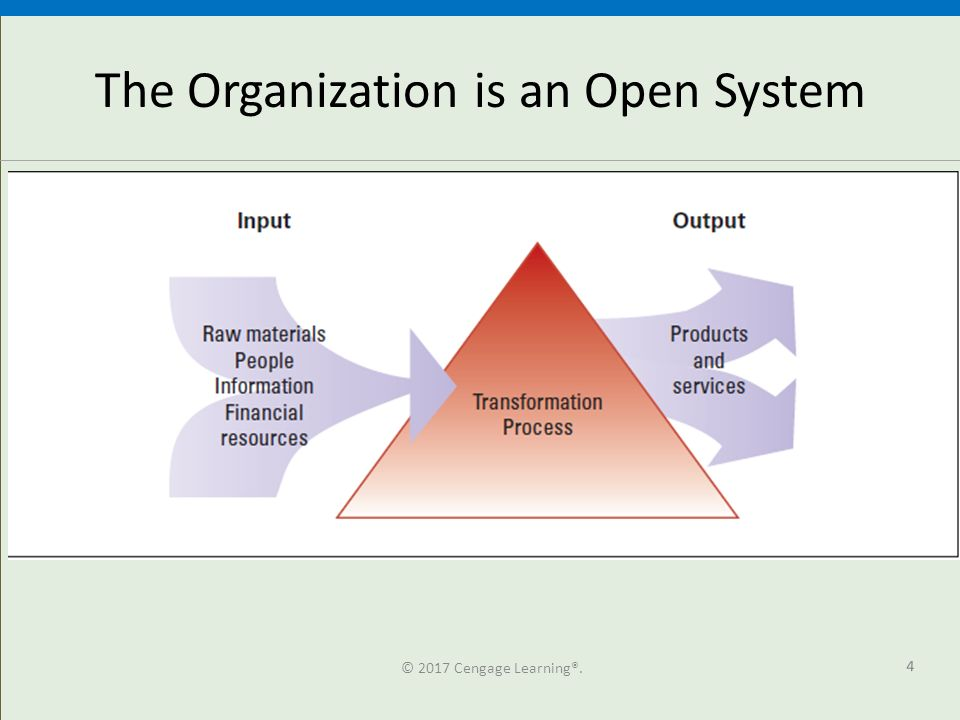 The Organization is an Open System
Input
Output
Raw materials
People
Information
Financial
resources
Transformation
Process
Products
and
services
© 2017 Cengage Learning®.
4